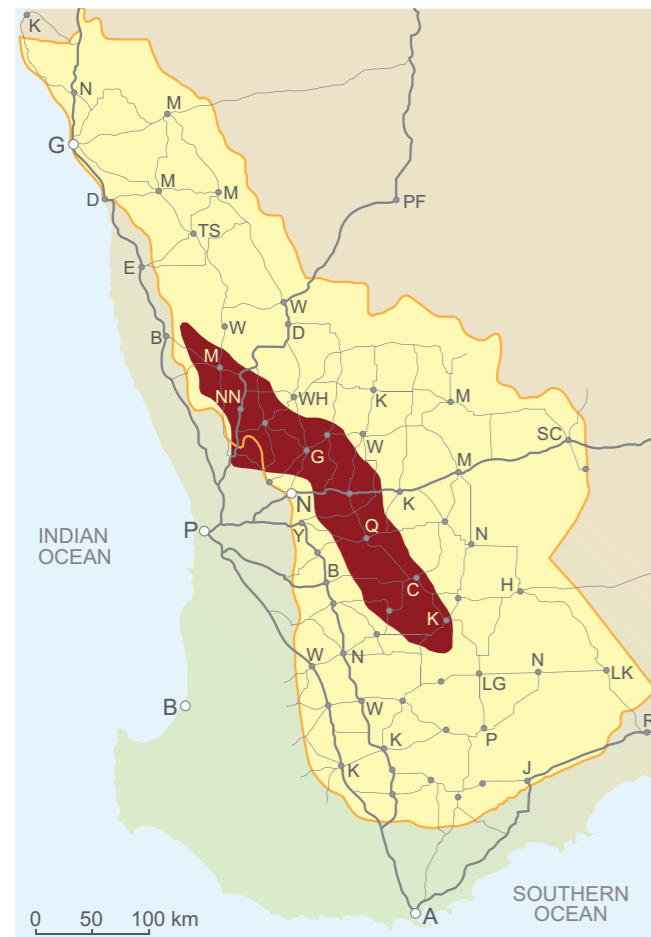 K
N
M
G
M
M
D
PF
TS
E
W
B
W
D
M
K
WH
M
NN
W
SC
G
M
K
N
INDIAN
OCEAN
P
Y
Q
N
B
C
H
K
W
N
N
LK
LG
B
W
P
R
K
K
J
SOUTHERN
OCEAN
A
0 50 100 km